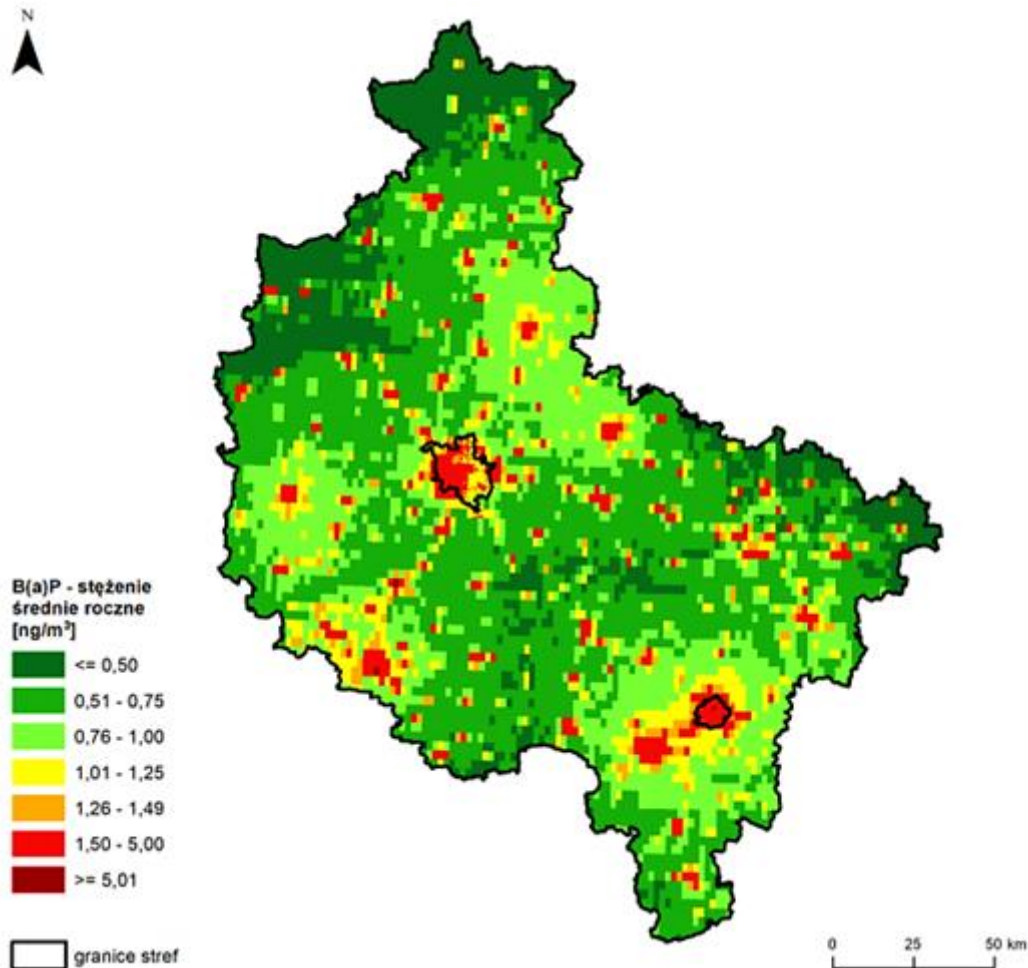 N
B(a)P - stężenie
średnie roczne
[ng/m³]
<= 0,50
0,51 - 0,75
0,76 - 1,00
1,01 - 1,25
1,26 - 1,49
1,50 - 5,00
>= 5,01
granice stref
0 25 50 km